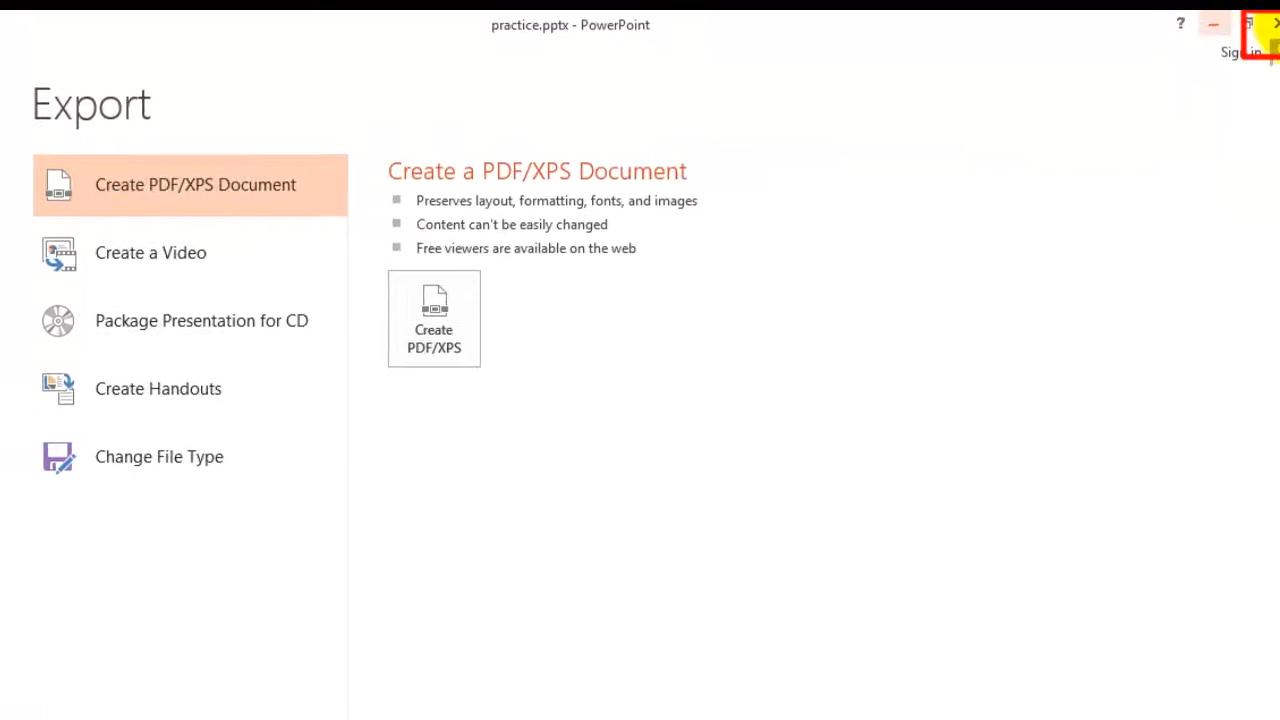 practice.pptx - PowerPoint
?
Sign in
Export
Create PDF/XPS Document
Create a Video
Package Presentation for CD
Create Handouts
Change File Type
Create a PDF/XPS Document
Preserves layout, formatting, fonts, and images
Content can't be easily changed
Free viewers are available on the web
Create
PDF/XPS